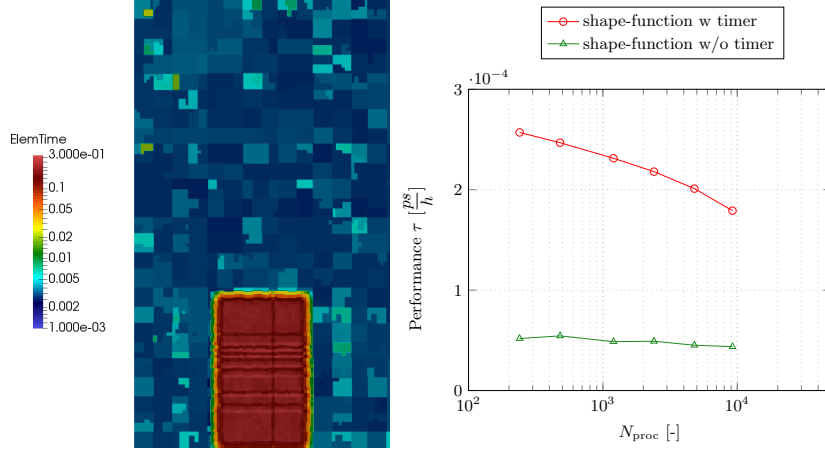 ElemTime
3.000e-01
0.1
0.05
0.02
0.01
0.005
0.002
1.000e-03
shape-function w timer
shape-function w/o timer
·10⁻⁴
3
2
1
0
Performance τ [ps/h]
10² 10³ 10⁴
N_proc [-]